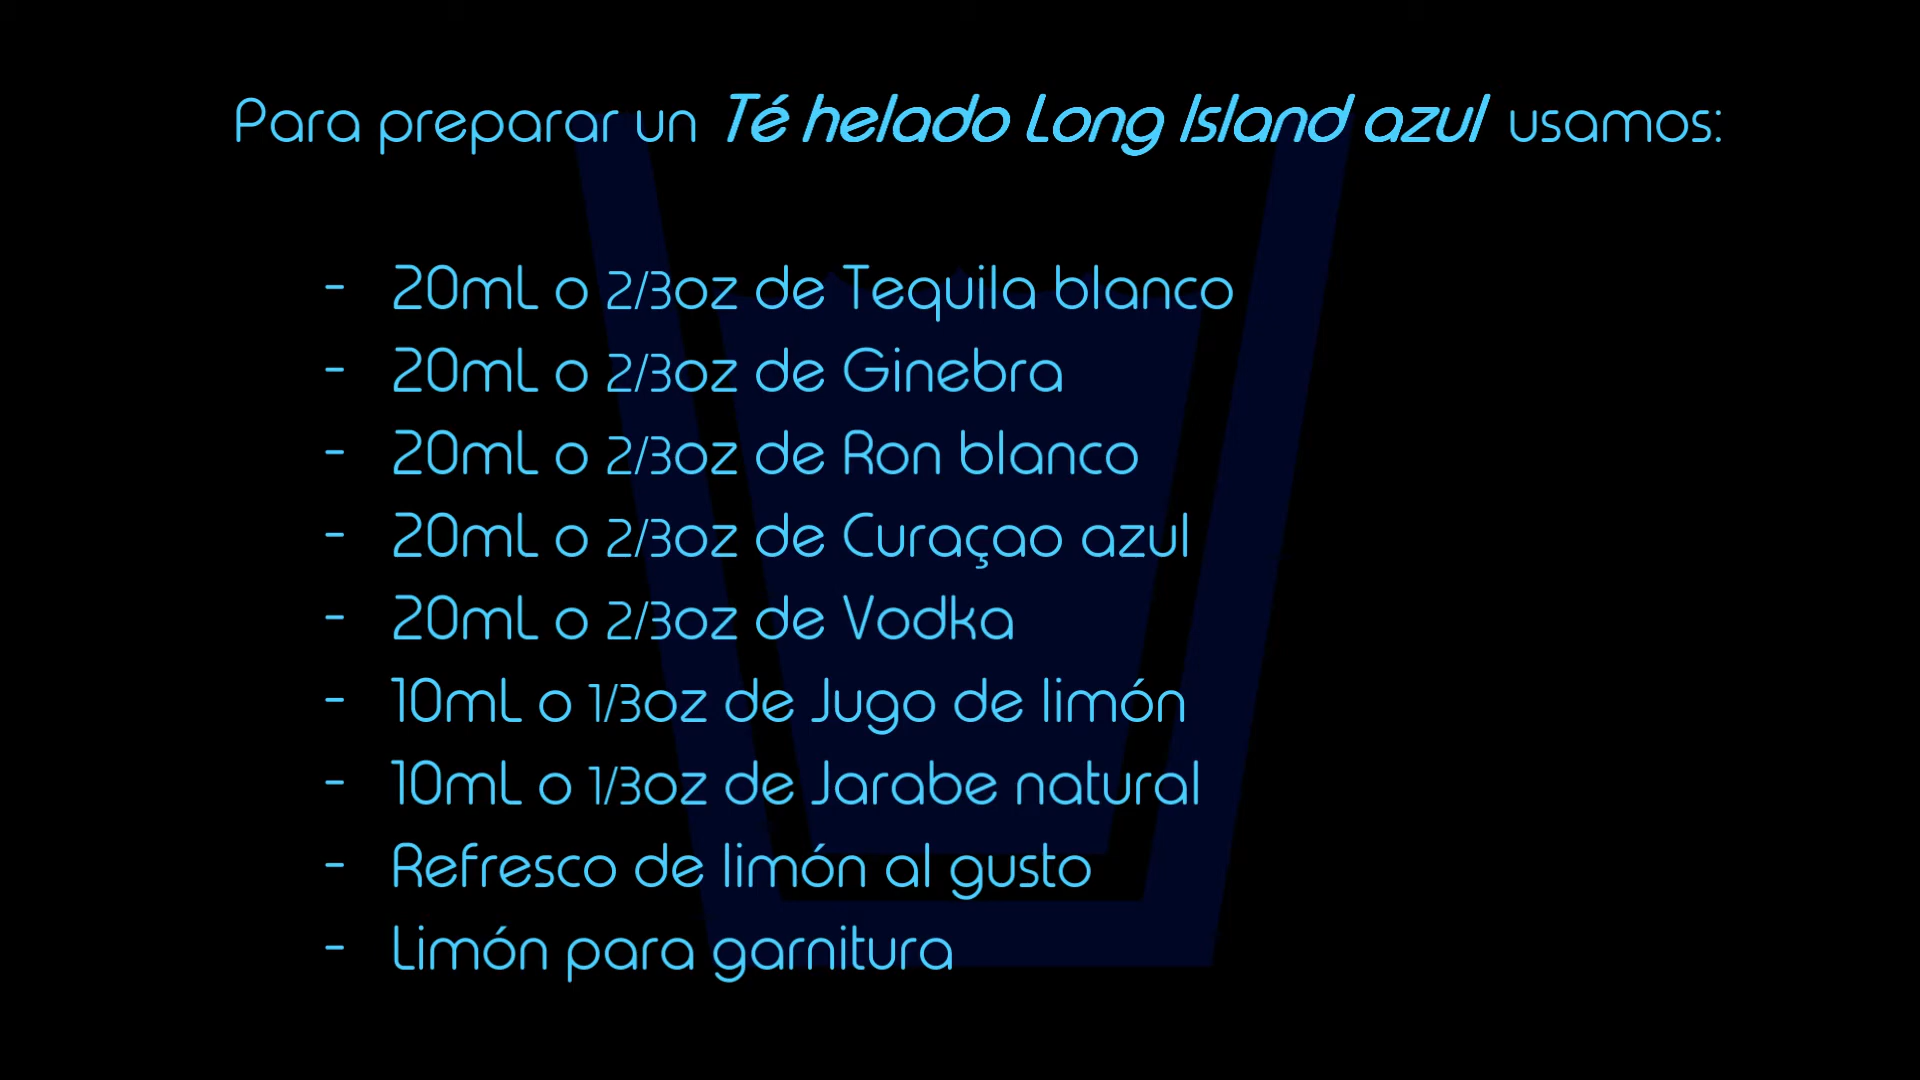 Para preparar un Té helado Long Island azul usamos:
- 20mL o 2/3oz de Tequila blanco
- 20mL o 2/3oz de Ginebra
- 20mL o 2/3oz de Ron blanco
- 20mL o 2/3oz de Curaçao azul
- 20mL o 2/3oz de Vodka
- 10mL o 1/3oz de Jugo de limón
- 10mL o 1/3oz de Jarabe natural
- Refresco de limón al gusto
- Limón para garnitura